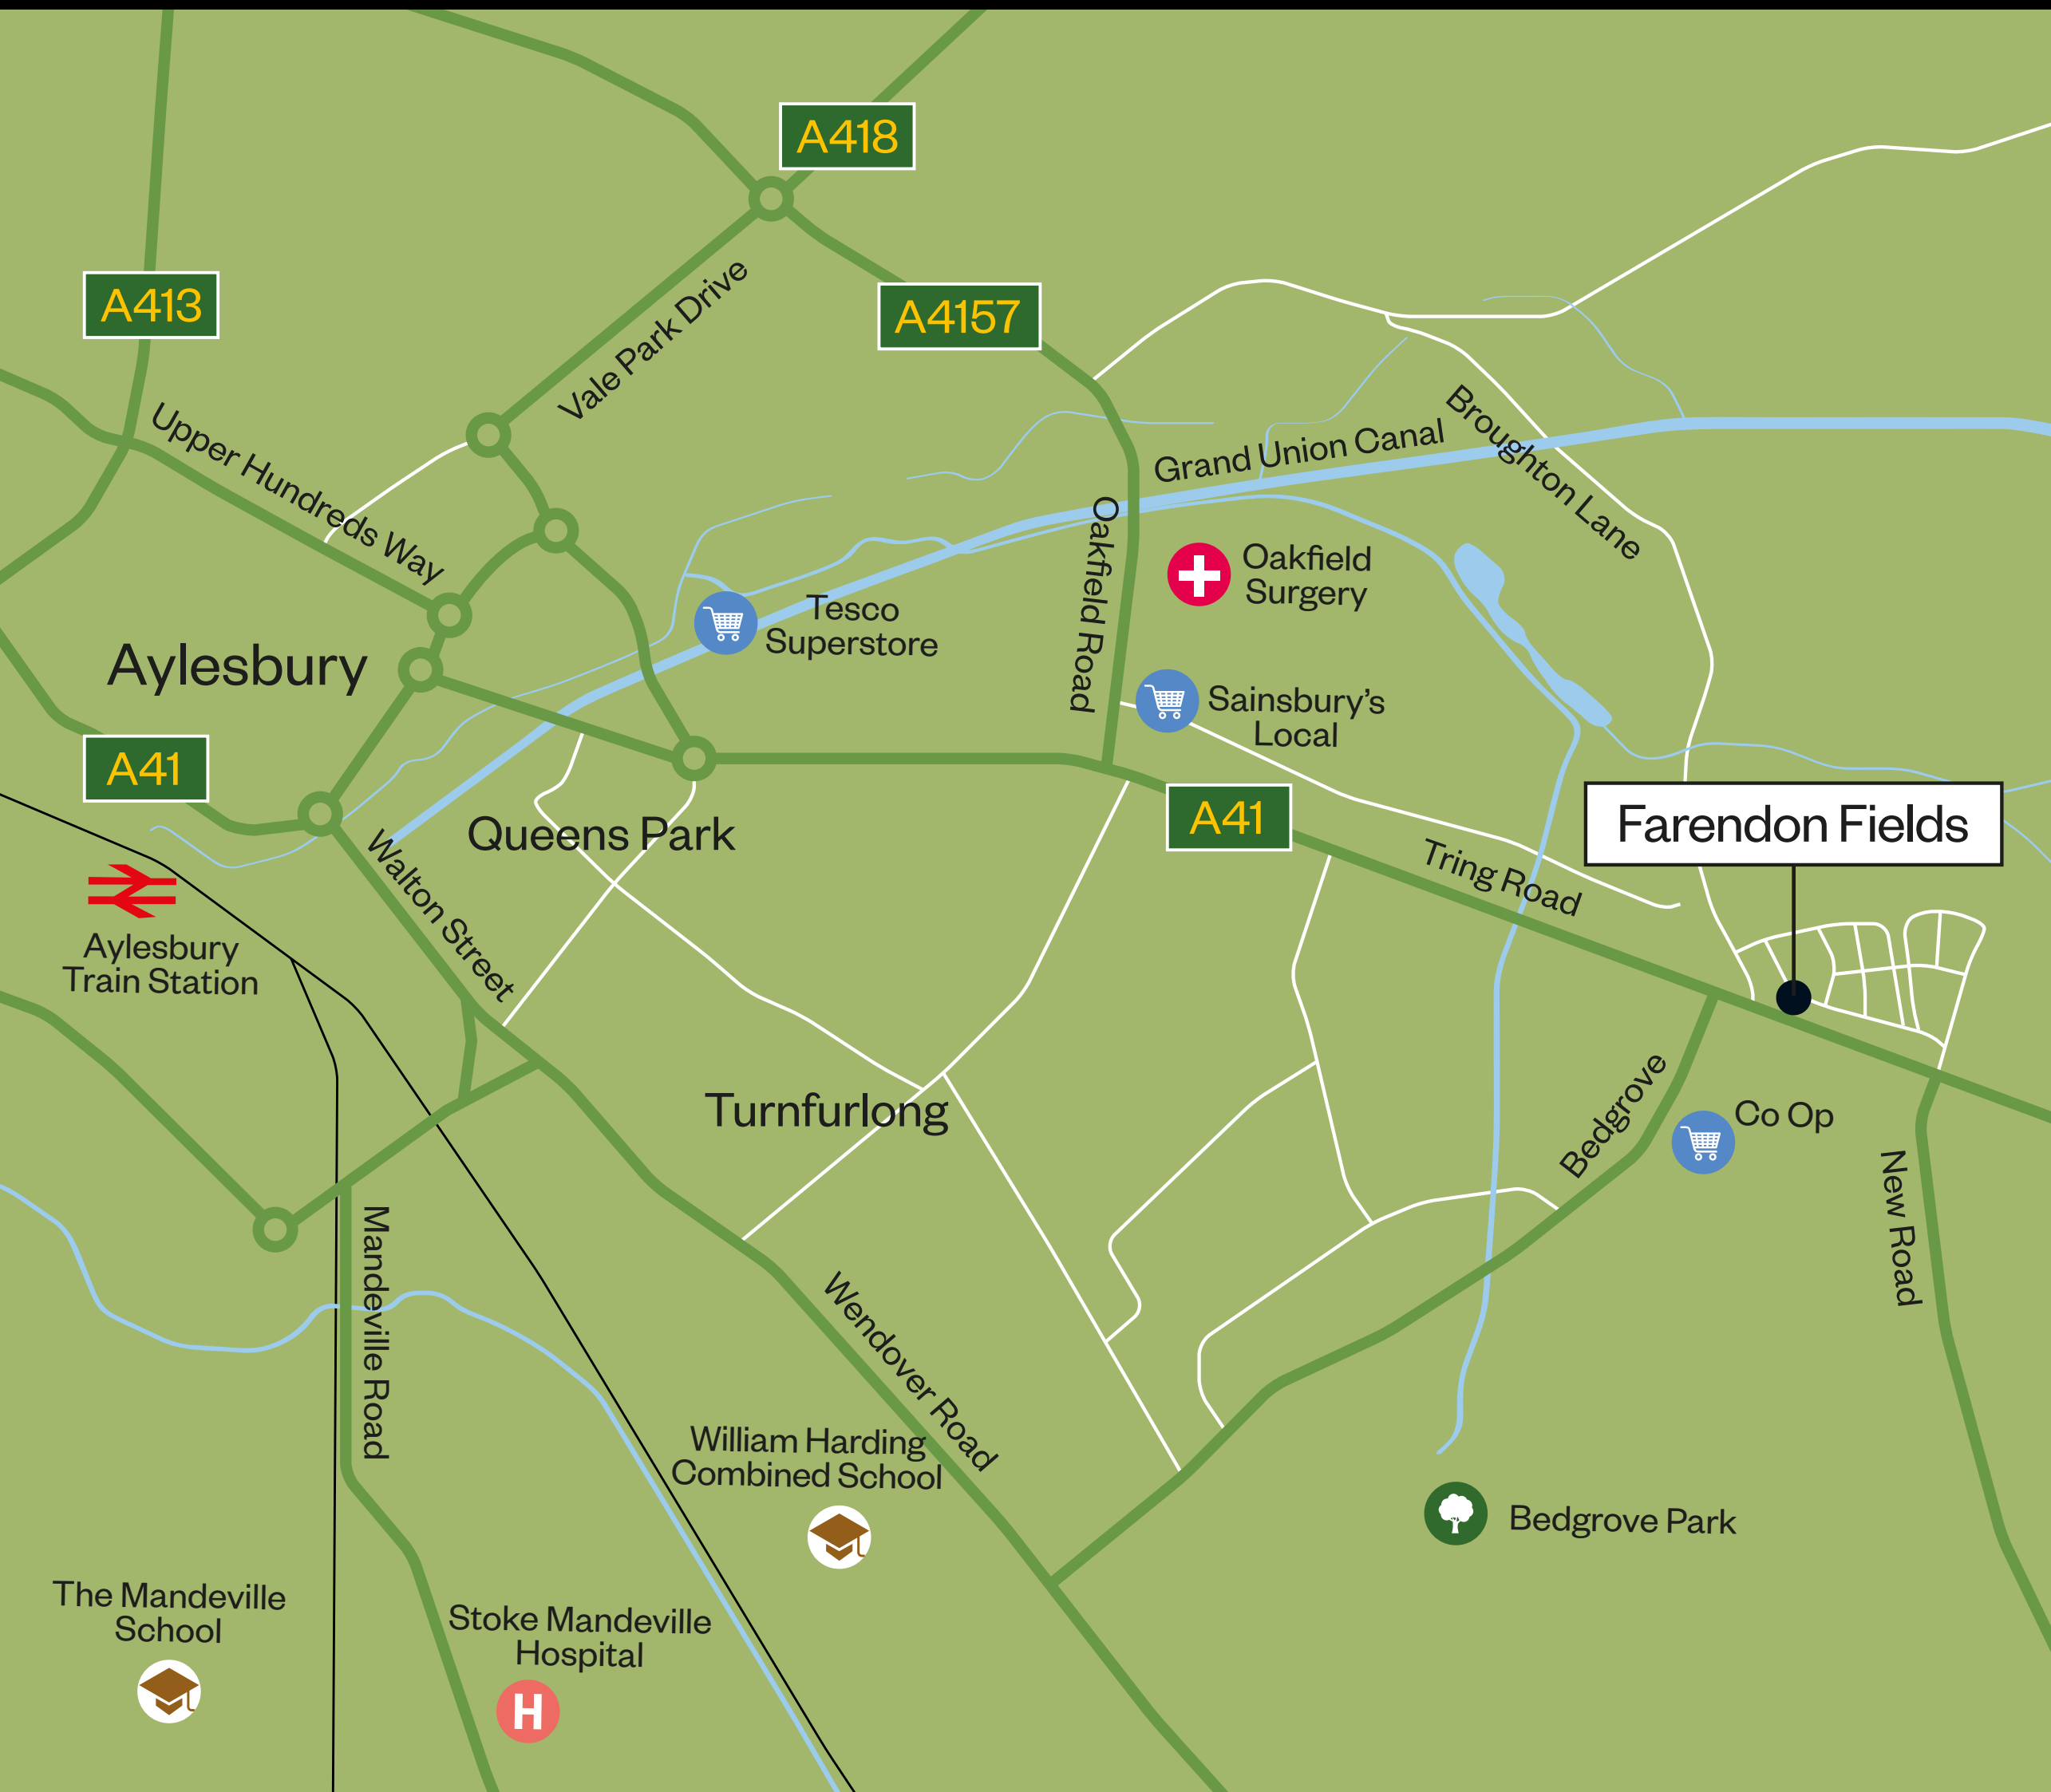 A418
A413
A4157
Vale Park Drive
Upper Hundreds Way
Grand Union Canal
Broughton Lane
Oakfield Road
Oakfield
Surgery
Tesco
Superstore
Aylesbury
Sainsbury's
Local
A41
Queens Park
A41
Farendon Fields
Tring Road
Walton Street
Aylesbury
Train Station
Turnfurlong
Bedgrove
Co Op
New Road
Mandeville Road
Wendover Road
William Harding
Combined School
Bedgrove Park
The Mandeville
School
Stoke Mandeville
Hospital
H